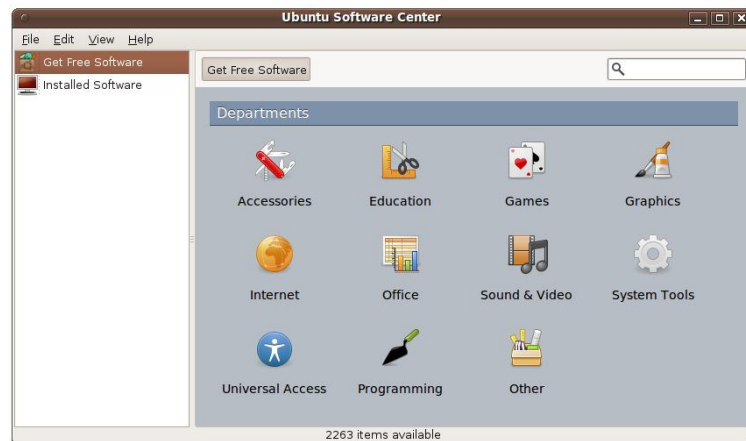 Ubuntu Software Center
File Edit View Help
Get Free Software
Installed Software
Get Free Software
Departments
Accessories Education Games Graphics
Internet Office Sound & Video System Tools
Universal Access Programming Other
2263 items available